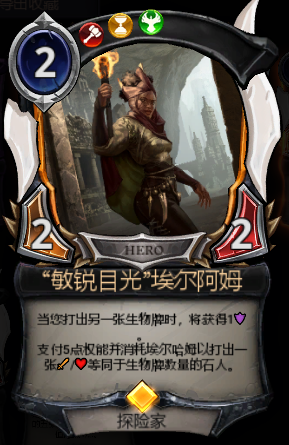 2
HERO
2
2
“敏锐目光”埃尔阿姆
当您打出另一张生物牌时，将获得1
支付5点权能并消耗埃尔哈姆以打出一
张/等同于生物牌数量的石人。
探险家